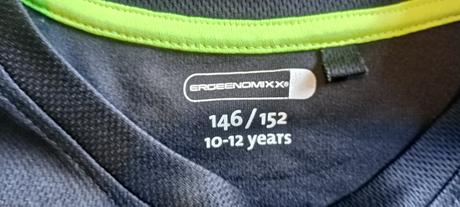 ERGEENOMIXX®
146/152
10-12 years